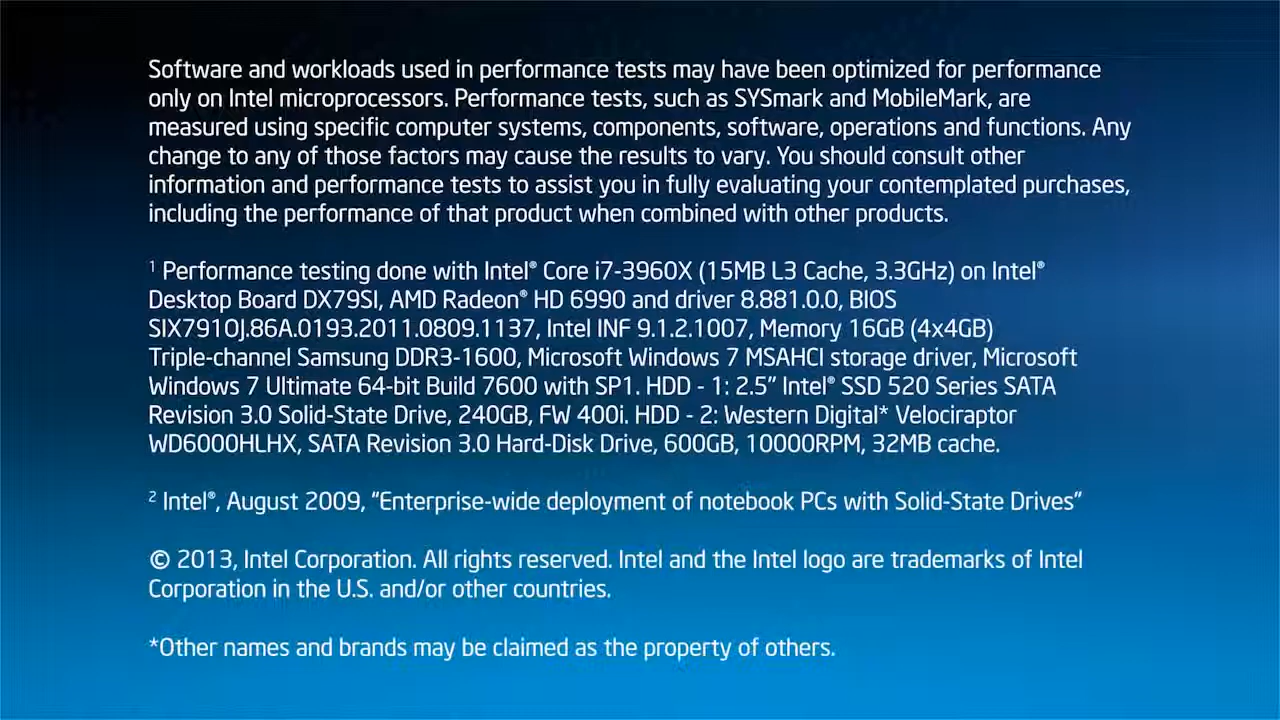 Software and workloads used in performance tests may have been optimized for performance
only on Intel microprocessors. Performance tests, such as SYSmark and MobileMark, are
measured using specific computer systems, components, software, operations and functions. Any
change to any of those factors may cause the results to vary. You should consult other
information and performance tests to assist you in fully evaluating your contemplated purchases,
including the performance of that product when combined with other products.
¹ Performance testing done with Intel® Core i7-3960X (15MB L3 Cache, 3.3GHz) on Intel®
Desktop Board DX79SI, AMD Radeon® HD 6990 and driver 8.881.0.0, BIOS
SIX7910J.86A.0193.2011.0809.1137, Intel INF 9.1.2.1007, Memory 16GB (4x4GB)
Triple-channel Samsung DDR3-1600, Microsoft Windows 7 MSAHCI storage driver, Microsoft
Windows 7 Ultimate 64-bit Build 7600 with SP1. HDD - 1: 2.5” Intel® SSD 520 Series SATA
Revision 3.0 Solid-State Drive, 240GB, FW 400i. HDD - 2: Western Digital* Velociraptor
WD6000HLHX, SATA Revision 3.0 Hard-Disk Drive, 600GB, 10000RPM, 32MB cache.
² Intel®, August 2009, “Enterprise-wide deployment of notebook PCs with Solid-State Drives”
© 2013, Intel Corporation. All rights reserved. Intel and the Intel logo are trademarks of Intel
Corporation in the U.S. and/or other countries.
*Other names and brands may be claimed as the property of others.